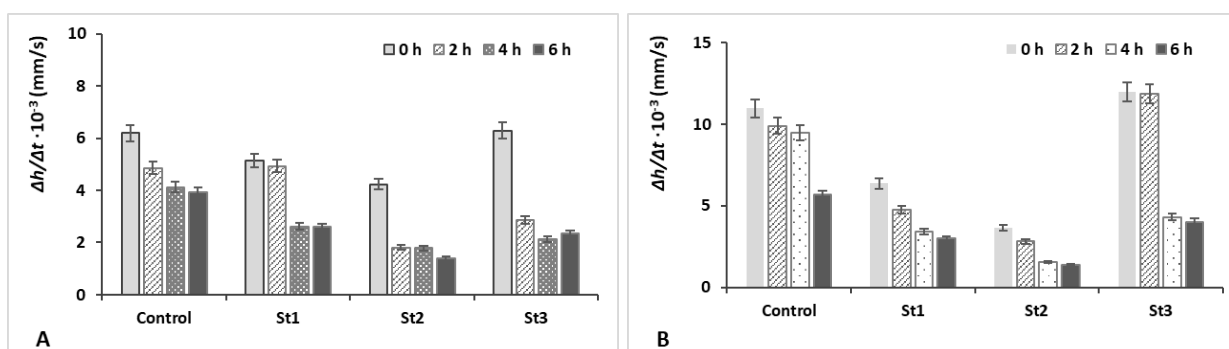 10
8
6
4
2
0
Δh/Δt ·10⁻³ (mm/s)
0 h 2 h 4 h 6 h
Control St1 St2 St3
A
15
10
5
0
Δh/Δt ·10⁻³ (mm/s)
0 h 2 h 4 h 6 h
Control St1 St2 St3
B